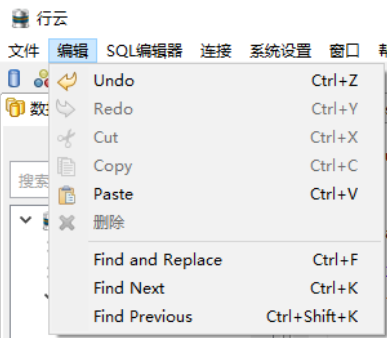 行云
文件 编辑 SQL编辑器 连接 系统设置 窗口
数据
Undo Ctrl+Z
Redo Ctrl+Y
Cut Ctrl+X
搜索
Copy Ctrl+C
Paste Ctrl+V
删除
Find and Replace Ctrl+F
Find Next Ctrl+K
Find Previous Ctrl+Shift+K